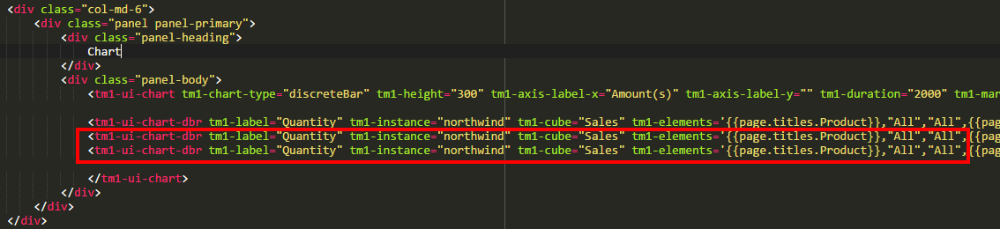 <div class="col-md-6">
<div class="panel panel-primary">
<div class="panel-heading">
Chart
</div>
<div class="panel-body">
<tm1-ui-chart tm1-chart-type="discreteBar" tm1-height="300" tm1-axis-label-x="Amount(s)" tm1-axis-label-y="" tm1-duration="2000" tm1-mar
<tm1-ui-chart-dbr tm1-label="Quantity" tm1-instance="northwind" tm1-cube="Sales" tm1-elements='{{page.titles.Product}},"All","All",{{pag
<tm1-ui-chart-dbr tm1-label="Quantity" tm1-instance="northwind" tm1-cube="Sales" tm1-elements='{{page.titles.Product}},"All","All",{{pag
<tm1-ui-chart-dbr tm1-label="Quantity" tm1-instance="northwind" tm1-cube="Sales" tm1-elements='{{page.titles.Product}},"All","All",{{pag
</tm1-ui-chart>
</div>
</div>
</div>